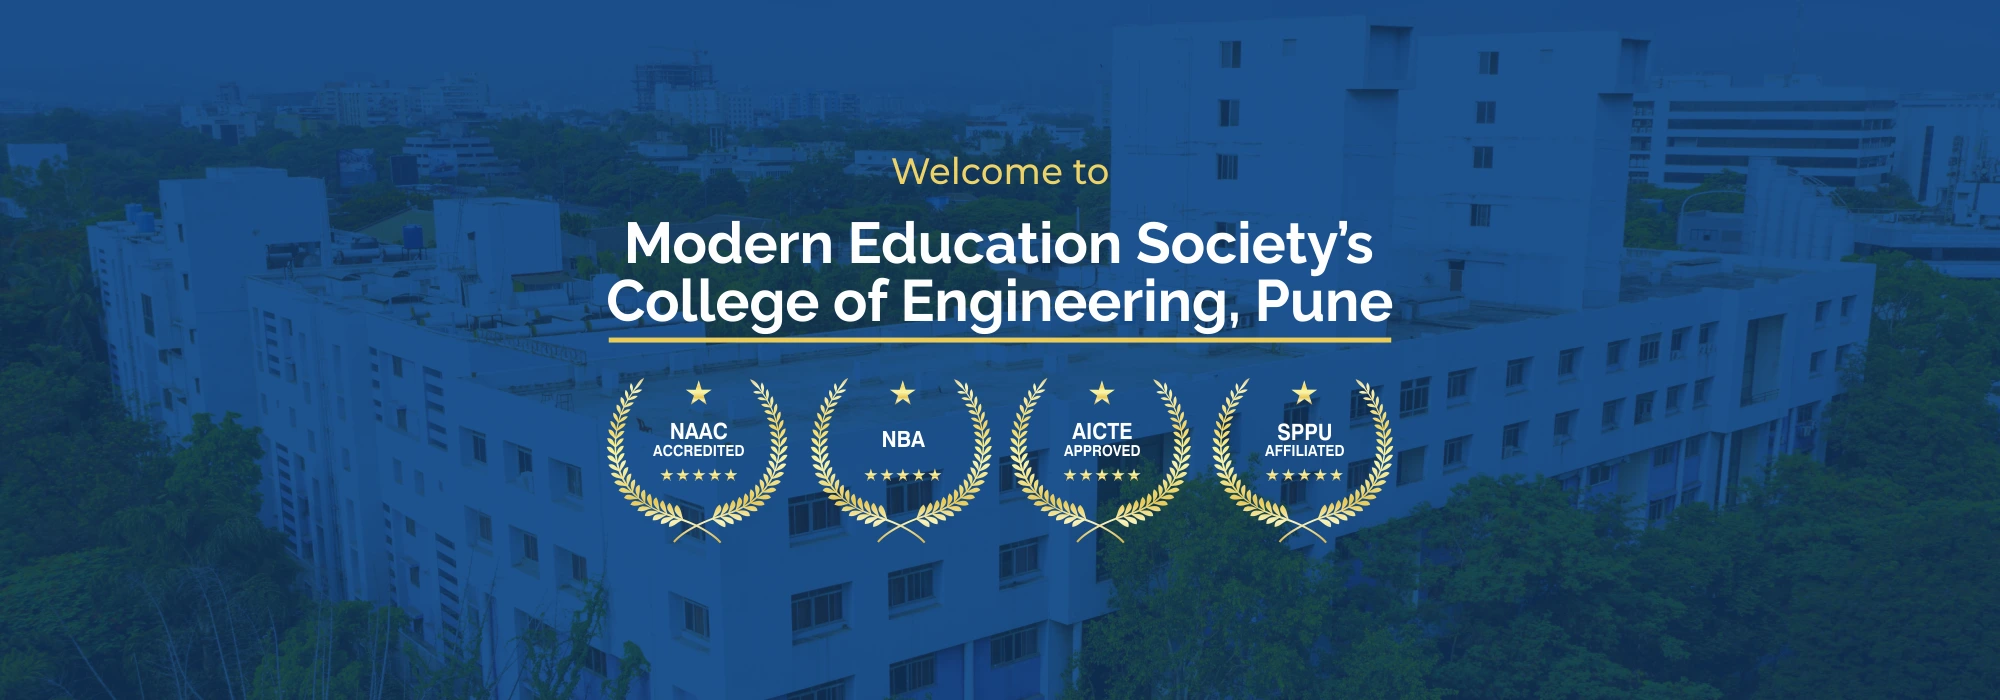 Welcome to
Modern Education Society’s
College of Engineering, Pune
NAAC
ACCREDITED
NBA
AICTE
APPROVED
SPPU
AFFILIATED